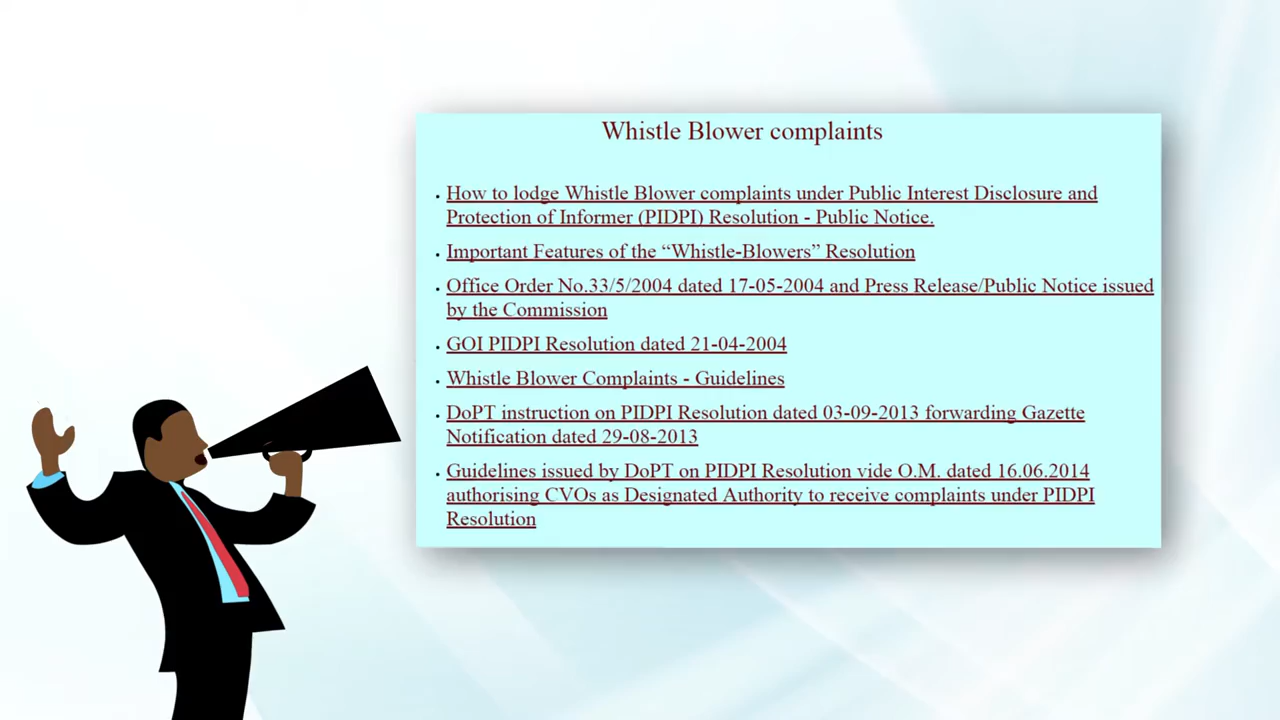 Whistle Blower complaints
• How to lodge Whistle Blower complaints under Public Interest Disclosure and
Protection of Informer (PIDPI) Resolution - Public Notice.
• Important Features of the “Whistle-Blowers” Resolution
• Office Order No.33/5/2004 dated 17-05-2004 and Press Release/Public Notice issued
by the Commission
• GOI PIDPI Resolution dated 21-04-2004
• Whistle Blower Complaints - Guidelines
• DoPT instruction on PIDPI Resolution dated 03-09-2013 forwarding Gazette
Notification dated 29-08-2013
• Guidelines issued by DoPT on PIDPI Resolution vide O.M. dated 16.06.2014
authorising CVOs as Designated Authority to receive complaints under PIDPI
Resolution